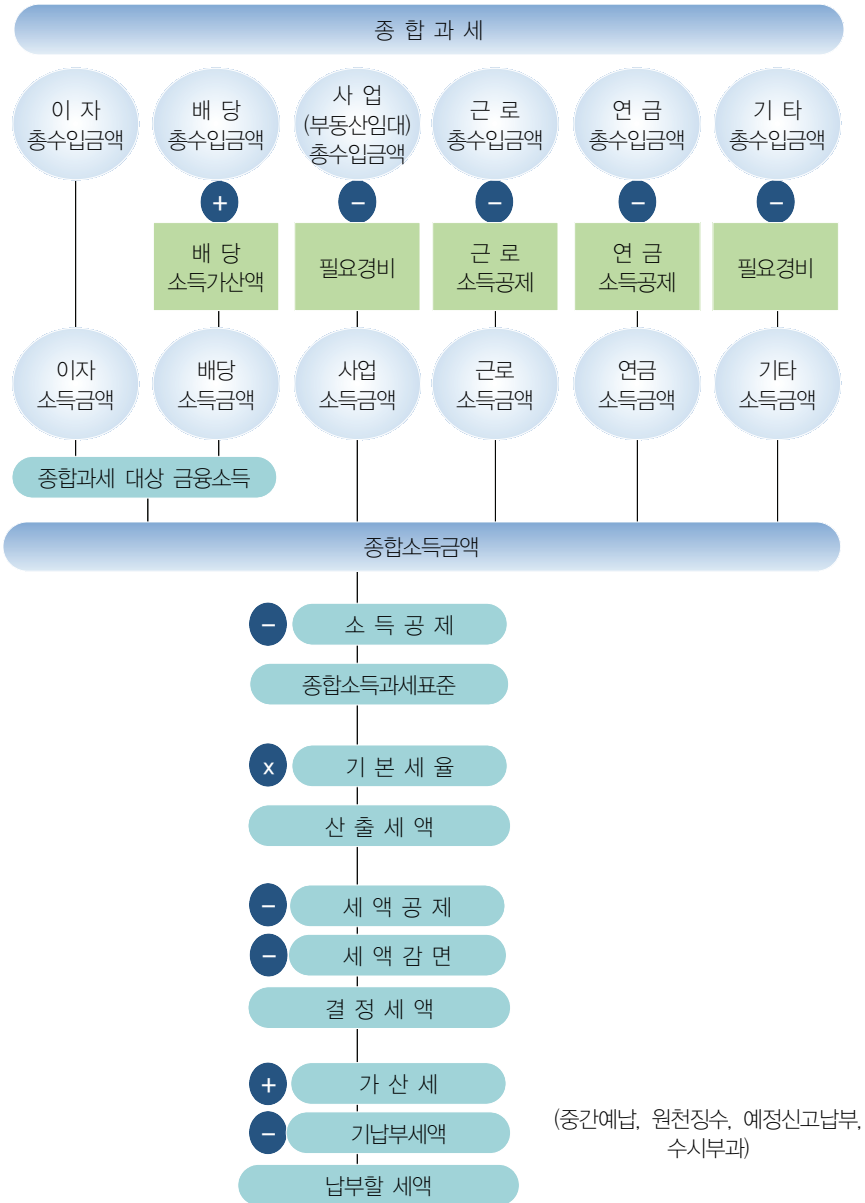 종 합 과 세
이 자
총수입금액
배 당
총수입금액
사 업
(부동산임대)
총수입금액
근 로
총수입금액
연 금
총수입금액
기 타
총수입금액
+
−
−
−
−
배 당
소득가산액
필요경비
근 로
소득공제
연 금
소득공제
필요경비
이자
소득금액
배당
소득금액
사업
소득금액
근로
소득금액
연금
소득금액
기타
소득금액
종합과세 대상 금융소득
종합소득금액
− 소 득 공 제
종합소득과세표준
x 기 본 세 율
산 출 세 액
− 세 액 공 제
− 세 액 감 면
결 정 세 액
+ 가 산 세
− 기납부세액
(중간예납, 원천징수, 예정신고납부,
수시부과)
납부할 세액